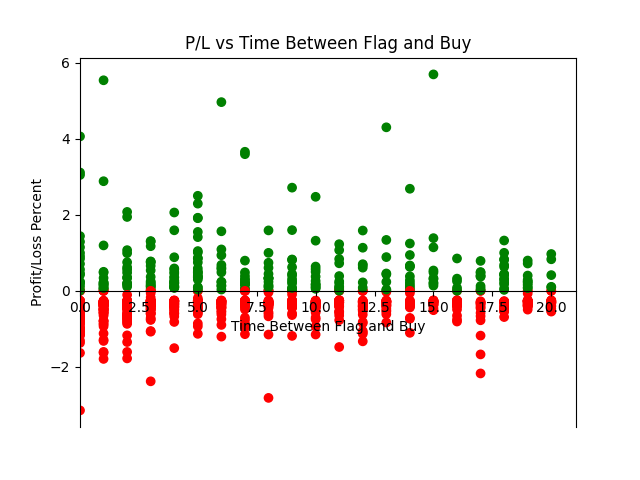 P/L vs Time Between Flag and Buy
6
4
2
0
−2
Profit/Loss Percent
0.0 2.5 5.0 7.5 10.0 12.5 15.0 17.5 20.0
Time Between Flag and Buy